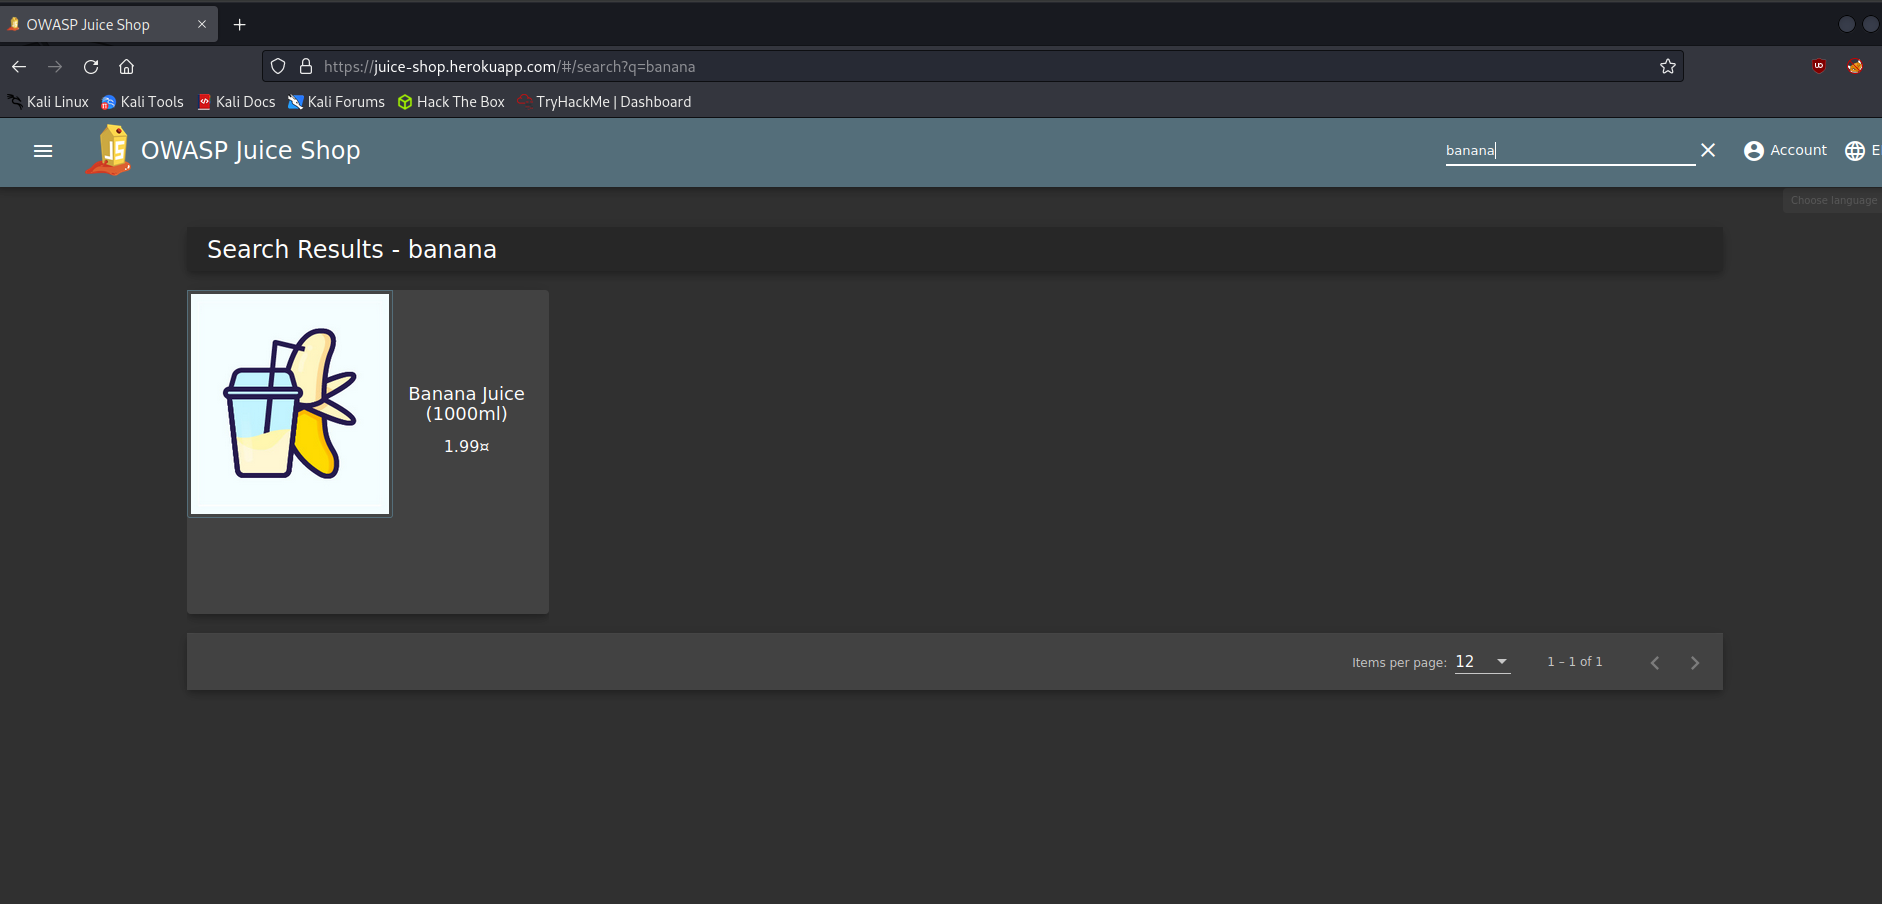 OWASP Juice Shop
https://juice-shop.herokuapp.com/#/search?q=banana
Kali Linux Kali Tools Kali Docs Kali Forums Hack The Box TryHackMe | Dashboard
JS OWASP Juice Shop banana Account
Choose language
Search Results - banana
Banana Juice
(1000ml)
1.99¤
Items per page: 12 1 – 1 of 1